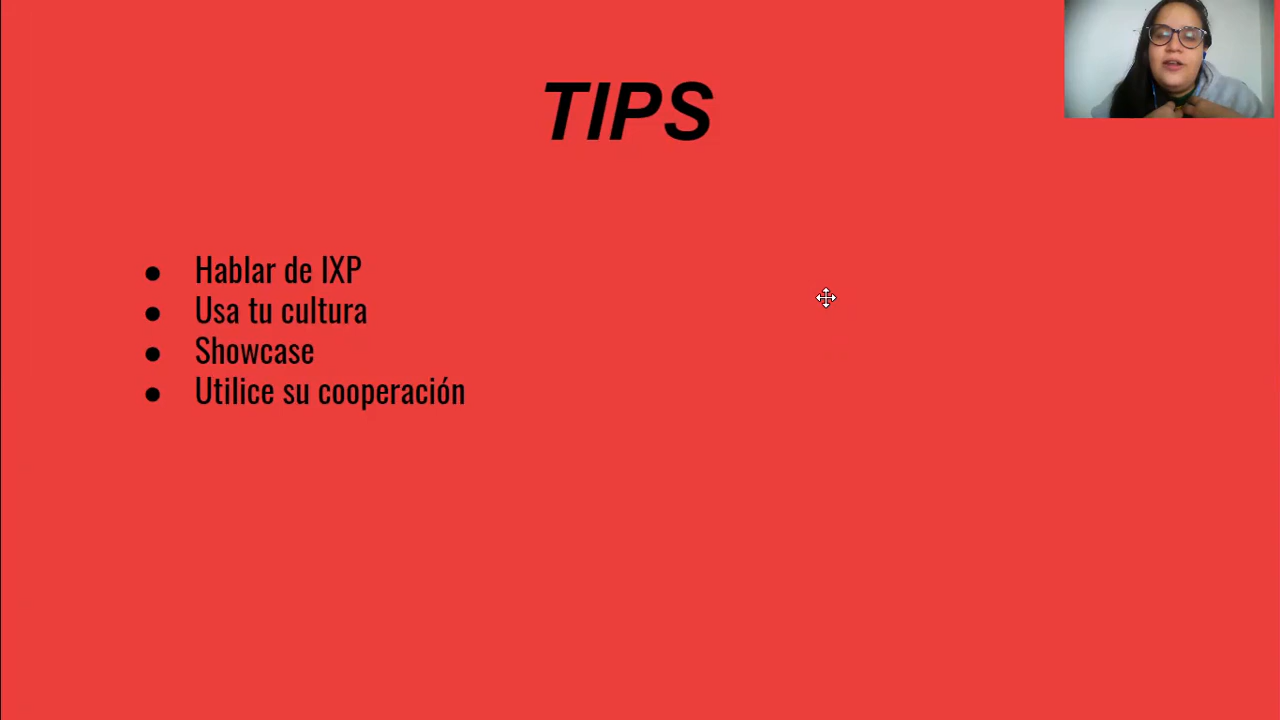 TIPS
● Hablar de IXP
● Usa tu cultura
● Showcase
● Utilice su cooperación